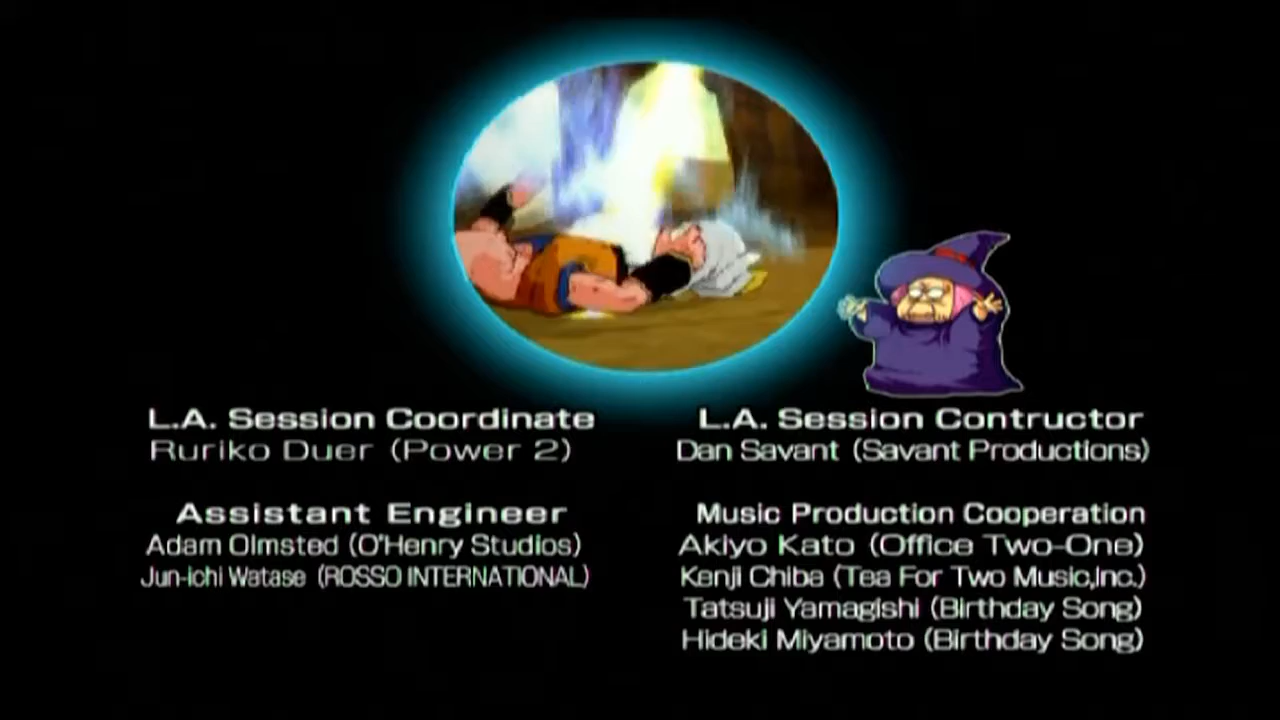 L.A. Session Coordinate
Ruriko Duer (Power 2)
L.A. Session Contructor
Dan Savant (Savant Productions)
Assistant Engineer
Adam Olmsted (O'Henry Studios)
Jun-ichi Watase (ROSSO INTERNATIONAL)
Music Production Cooperation
Akiyo Kato (Office Two-One)
Kenji Chiba (Tea For Two Music,Inc.)
Tatsuji Yamagishi (Birthday Song)
Hideki Miyamoto (Birthday Song)